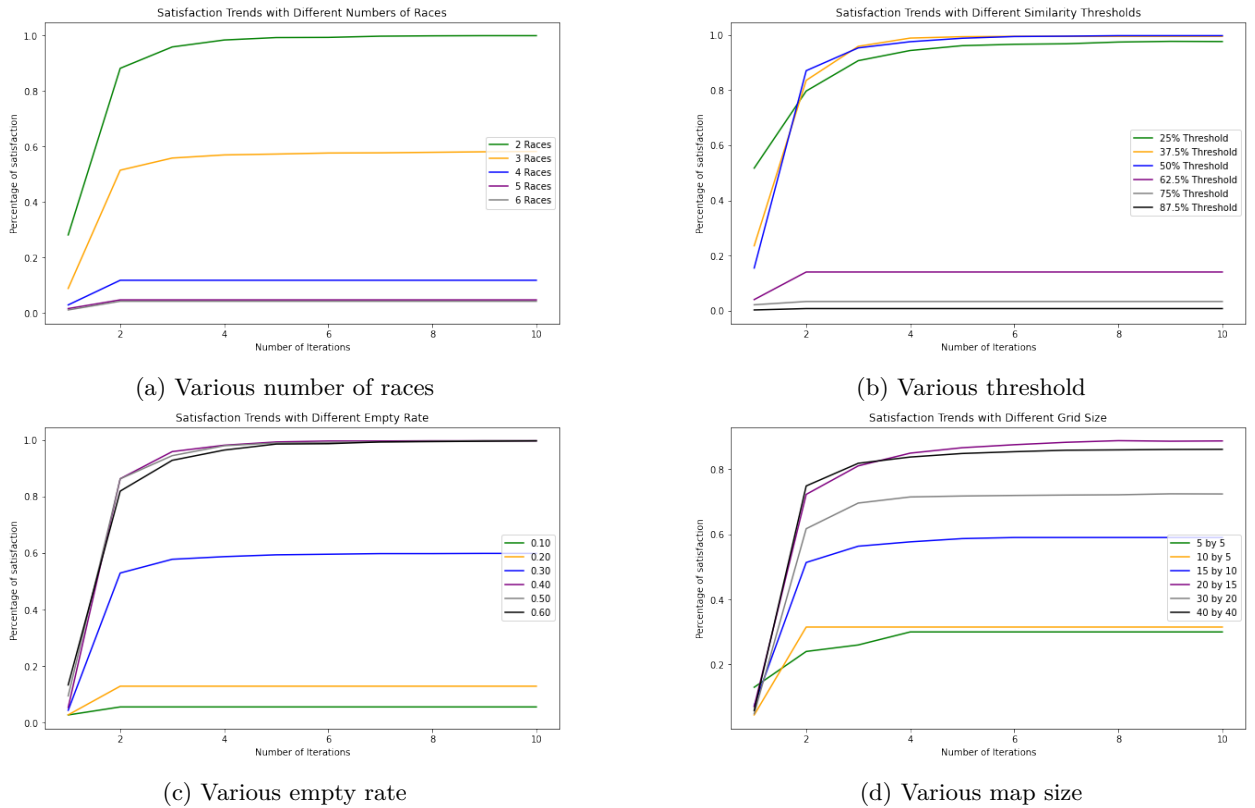 Satisfaction Trends with Different Numbers of Races
1.0
0.8
0.6
0.4
0.2
0.0
Percentage of satisfaction
2 Races
3 Races
4 Races
5 Races
6 Races
2 4 6 8 10
Number of Iterations
(a) Various number of races
Satisfaction Trends with Different Similarity Thresholds
1.0
0.8
0.6
0.4
0.2
0.0
Percentage of satisfaction
25% Threshold
37.5% Threshold
50% Threshold
62.5% Threshold
75% Threshold
87.5% Threshold
2 4 6 8 10
Number of Iterations
(b) Various threshold
Satisfaction Trends with Different Empty Rate
1.0
0.8
0.6
0.4
0.2
0.0
Percentage of satisfaction
0.10
0.20
0.30
0.40
0.50
0.60
2 4 6 8 10
Number of Iterations
(c) Various empty rate
Satisfaction Trends with Different Grid Size
0.8
0.6
0.4
0.2
Percentage of satisfaction
5 by 5
10 by 5
15 by 10
20 by 15
30 by 20
40 by 40
2 4 6 8 10
Number of Iterations
(d) Various map size